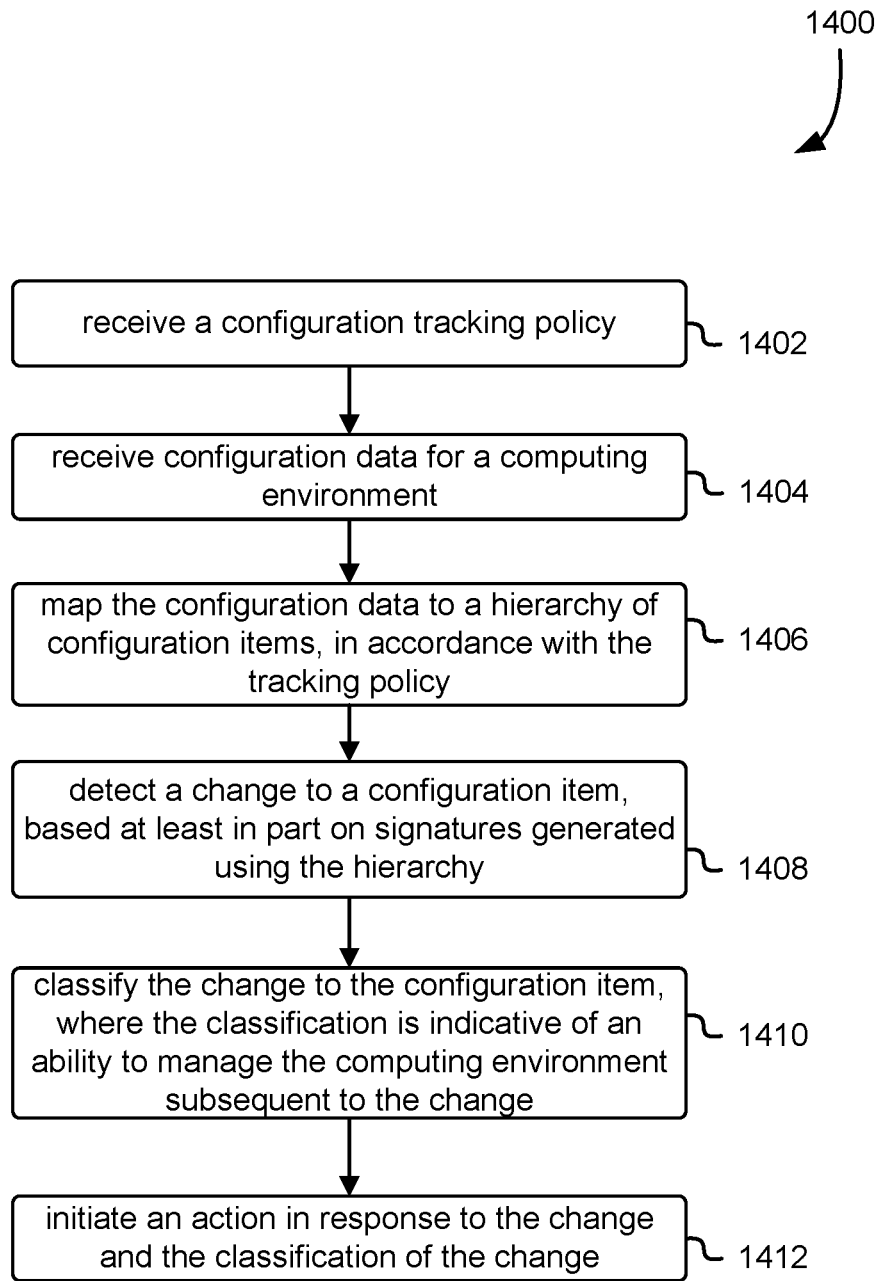 1400
receive a configuration tracking policy
1402
receive configuration data for a computing
environment
1404
map the configuration data to a hierarchy of
configuration items, in accordance with the
tracking policy
1406
detect a change to a configuration item,
based at least in part on signatures generated
using the hierarchy
1408
classify the change to the configuration item,
where the classification is indicative of an
ability to manage the computing environment
subsequent to the change
1410
initiate an action in response to the change
and the classification of the change
1412